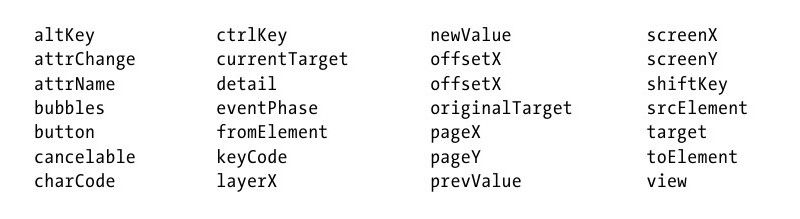 altKey ctrlKey newValue screenX
attrChange currentTarget offsetX screenY
attrName detail offsetX shiftKey
bubbles eventPhase originalTarget srcElement
button fromElement pageX target
cancelable keyCode pageY toElement
charCode layerX prevValue view